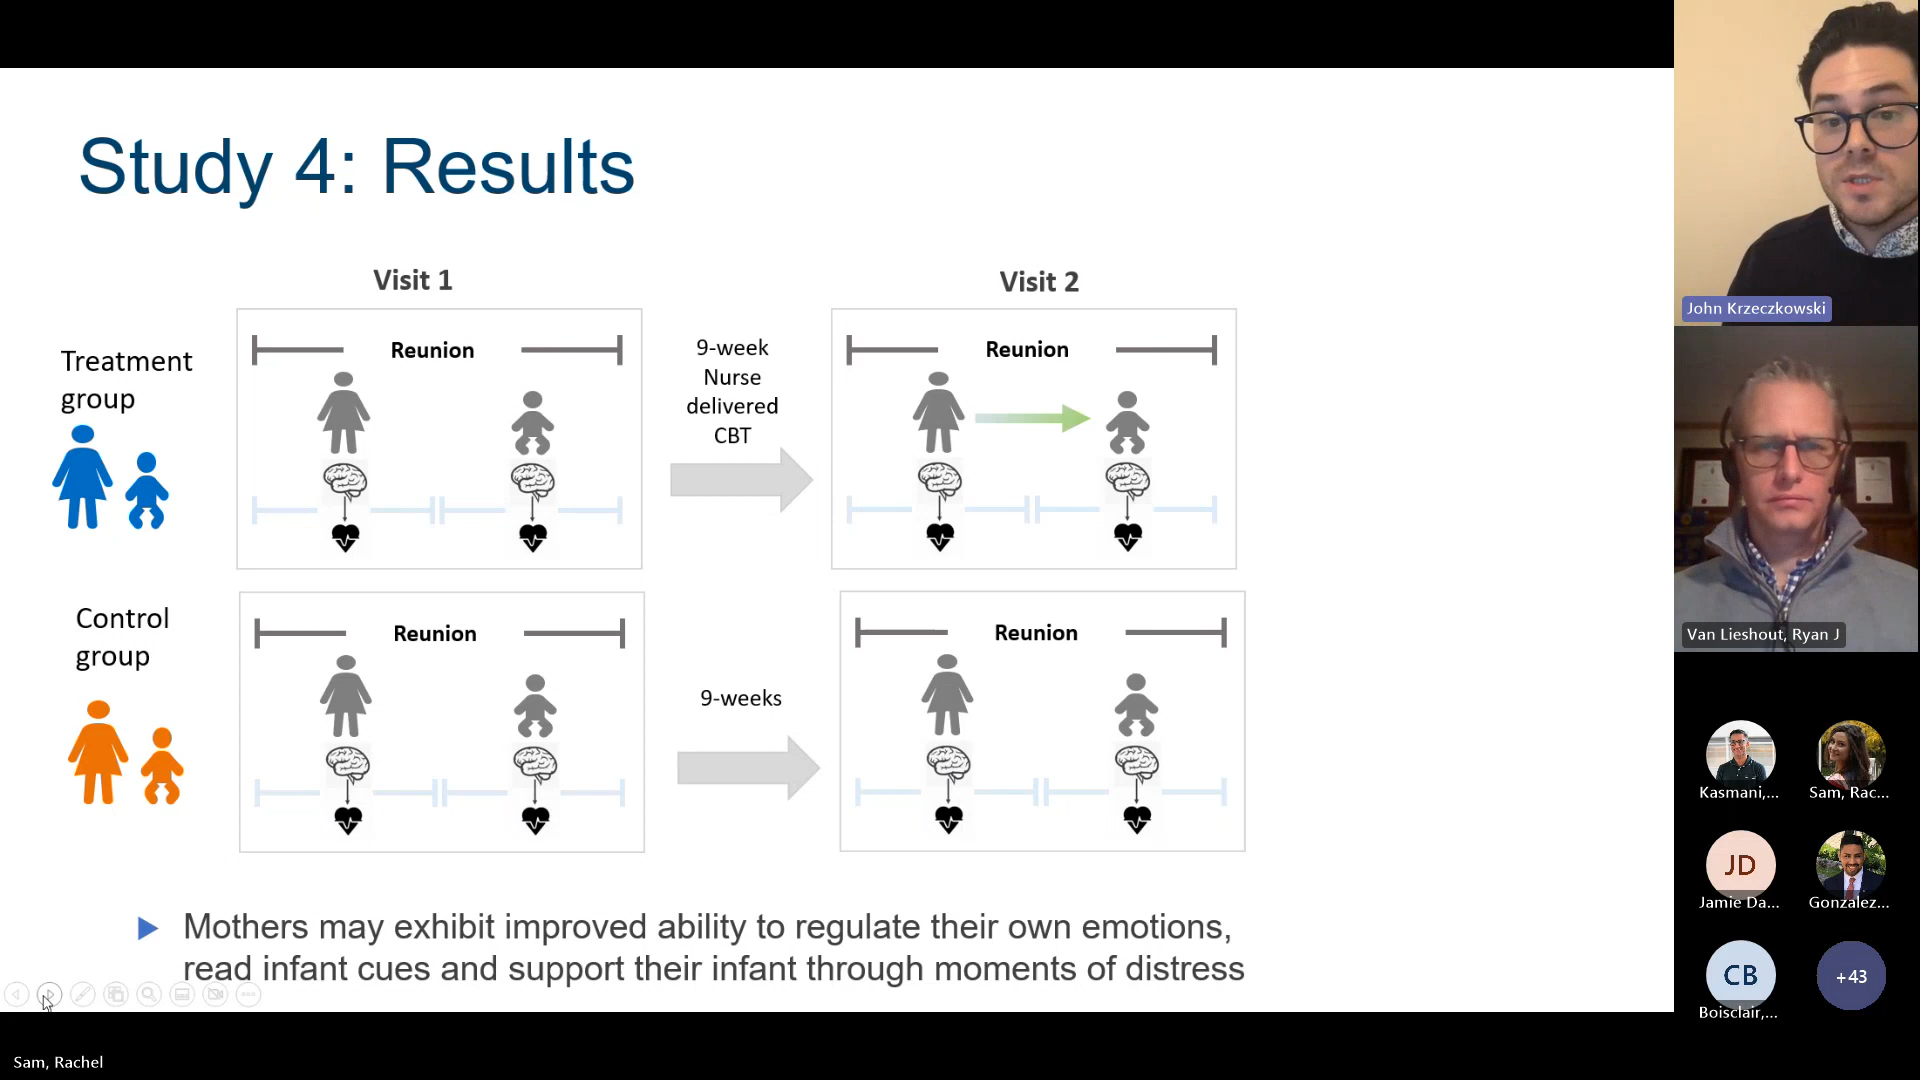 Study 4: Results
Visit 1
Visit 2
Treatment
group
Reunion
9-week
Nurse
delivered
CBT
Reunion
Control
group
Reunion
9-weeks
Reunion
Mothers may exhibit improved ability to regulate their own emotions,
read infant cues and support their infant through moments of distress
Sam, Rachel
John Krzeczkowski
Van Lieshout, Ryan J
Kasmani,...
Sam, Rac...
JD
Jamie Da...
Gonzalez...
CB
Boisclair,...
+43